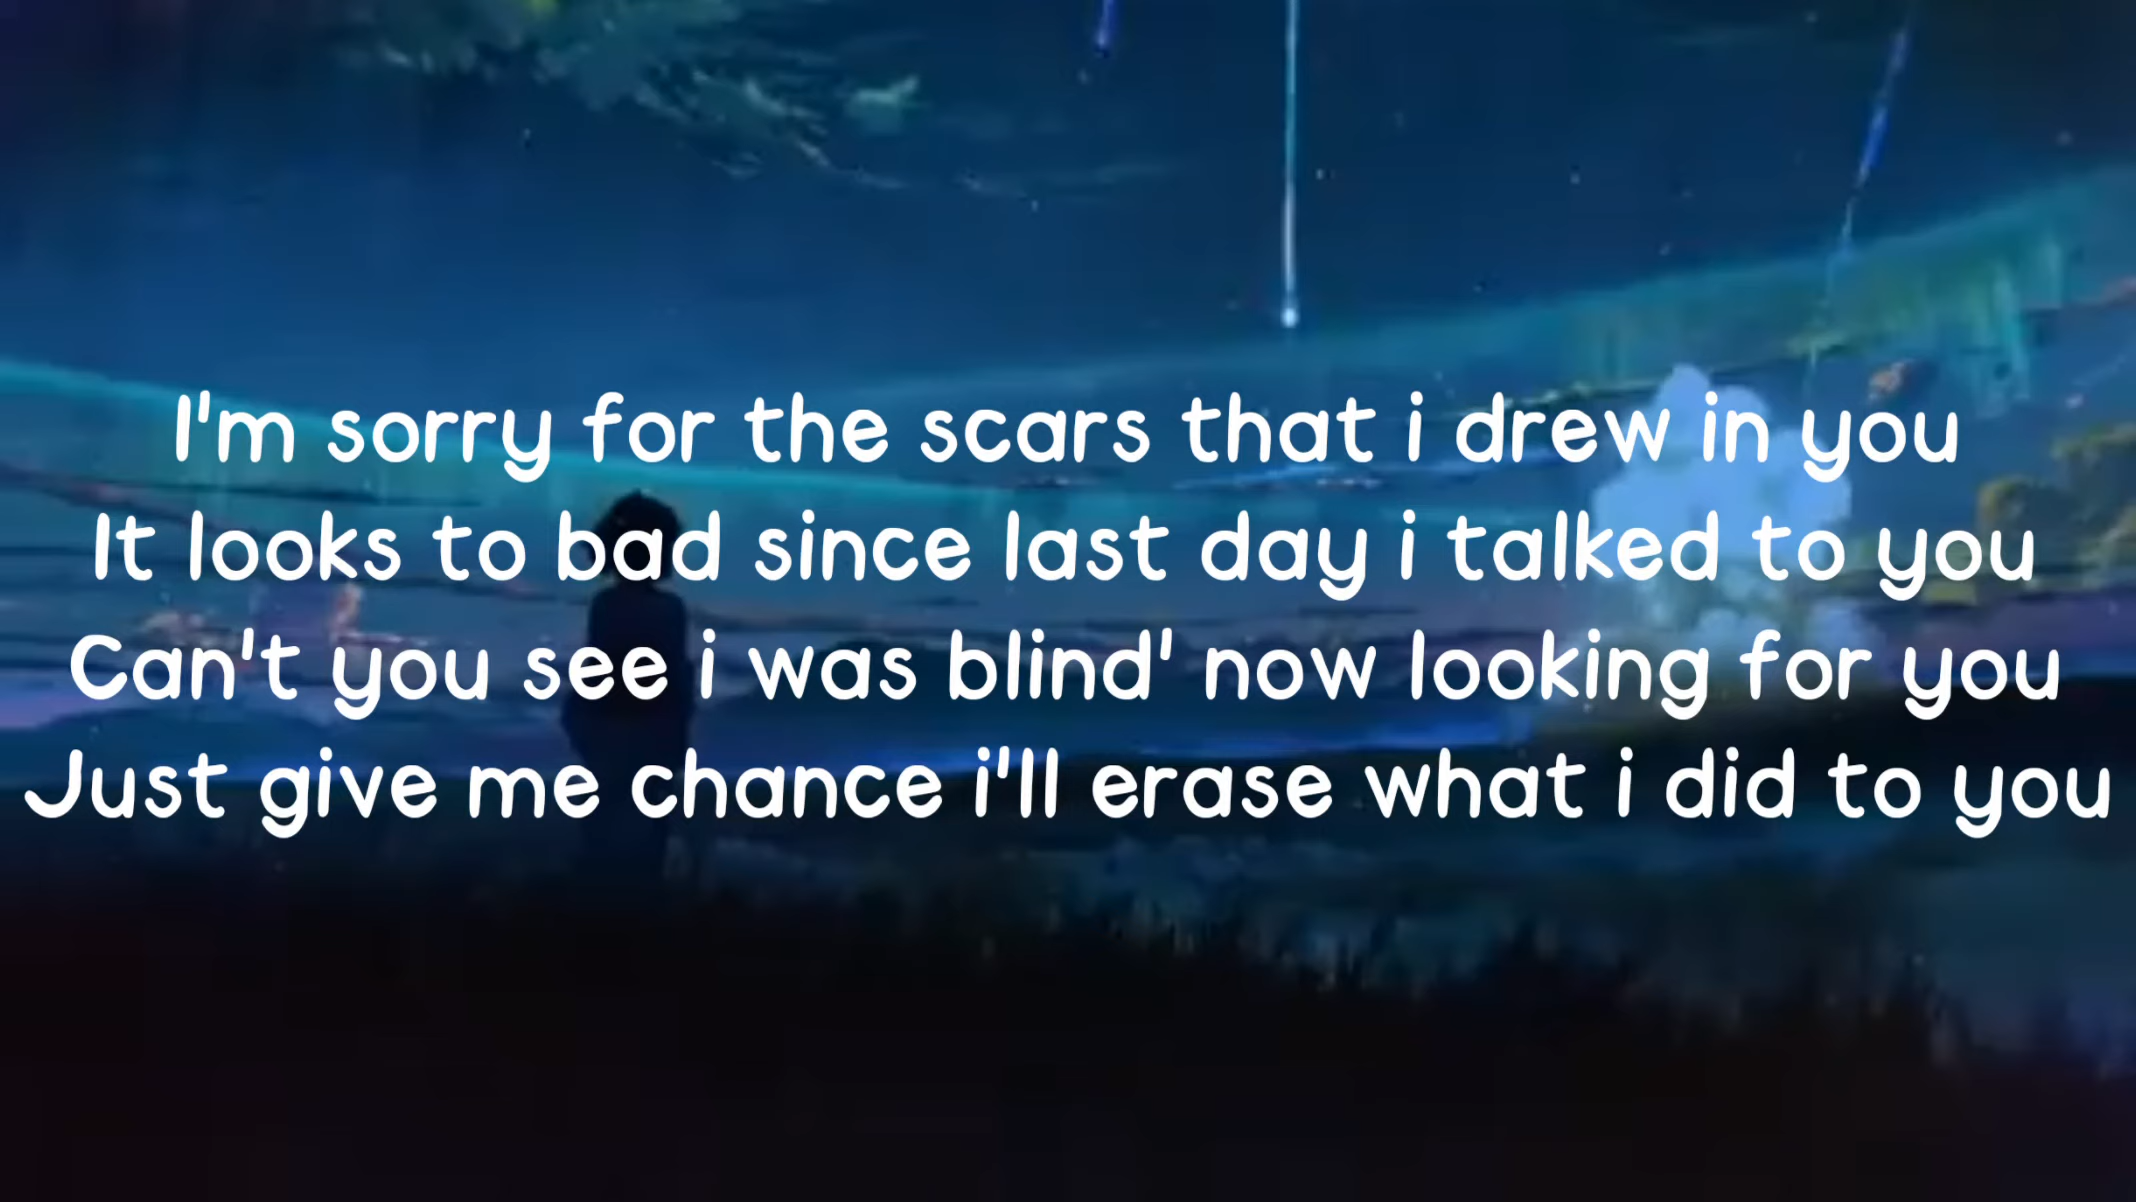 I'm sorry for the scars that i drew in you
It looks to bad since last day i talked to you
Can't you see i was blind' now looking for you
Just give me chance i'll erase what i did to you